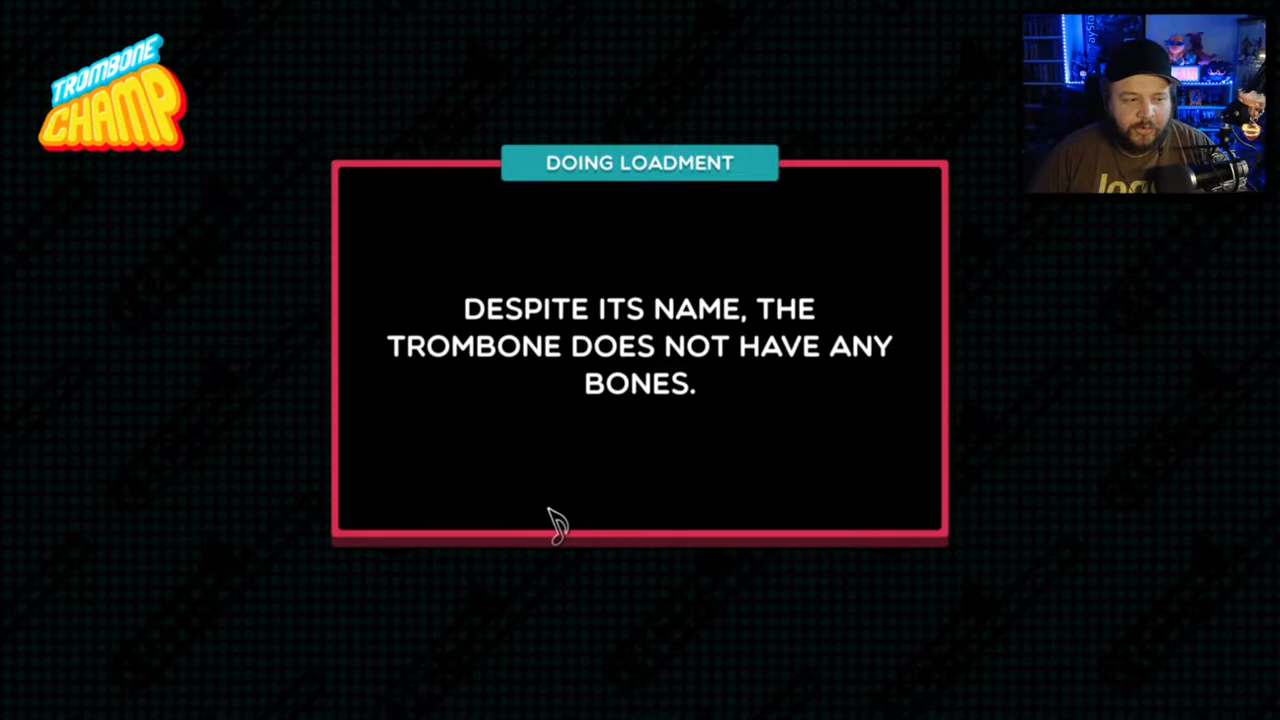 TROMBONE
CHAMP
DOING LOADMENT
DESPITE ITS NAME, THE
TROMBONE DOES NOT HAVE ANY
BONES.